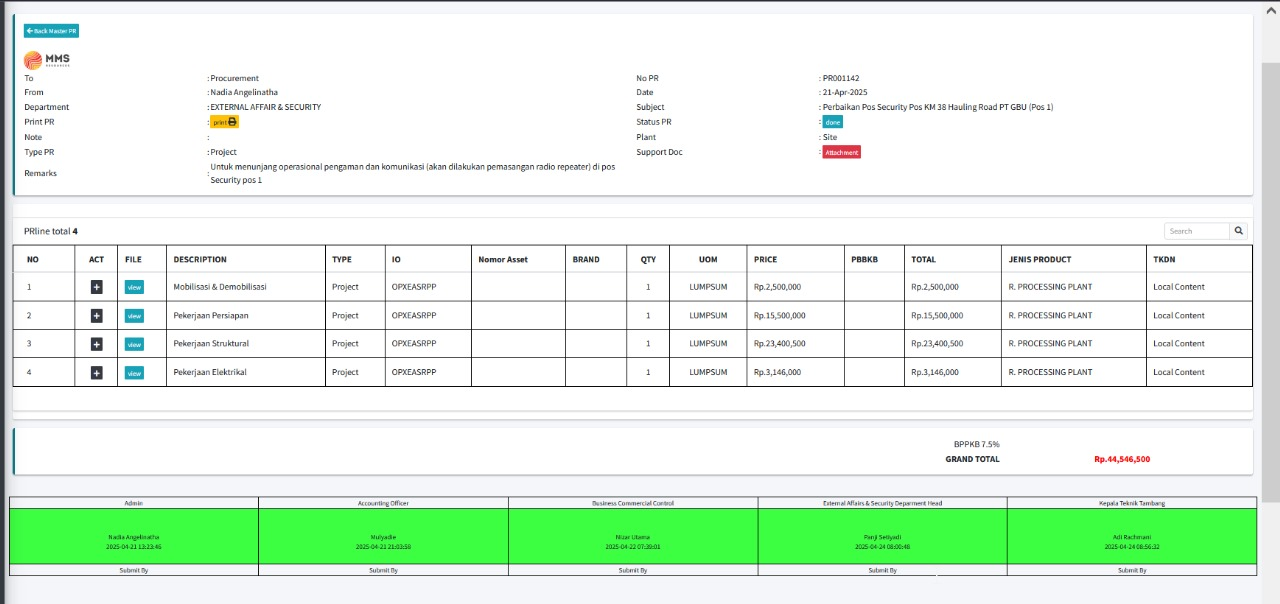 Back Master PR
MMS
RESOURCES
To : Procurement No PR : PR001142
From : Nadia Angelinatha Date : 21-Apr-2025
Department : EXTERNAL AFFAIR & SECURITY Subject : Perbaikan Pos Security Pos KM 38 Hauling Road PT GBU (Pos 1)
Print PR : print Status PR : done
Note : Plant : Site
Type PR : Project Support Doc : Attachment
Remarks : Untuk menunjang operasional pengaman dan komunikasi (akan dilakukan pemasangan radio repeater) di pos
Security pos 1
PRline total 4 Search
NO ACT FILE DESCRIPTION TYPE IO Nomor Asset BRAND QTY UOM PRICE PBBKB TOTAL JENIS PRODUCT TKDN
1 + view Mobilisasi & Demobilisasi Project OPXEASRPP 1 LUMPSUM Rp.2,500,000 Rp.2,500,000 R. PROCESSING PLANT Local Content
2 + view Pekerjaan Persiapan Project OPXEASRPP 1 LUMPSUM Rp.15,500,000 Rp.15,500,000 R. PROCESSING PLANT Local Content
3 + view Pekerjaan Struktural Project OPXEASRPP 1 LUMPSUM Rp.23,400,500 Rp.23,400,500 R. PROCESSING PLANT Local Content
4 + view Pekerjaan Elektrikal Project OPXEASRPP 1 LUMPSUM Rp.3,146,000 Rp.3,146,000 R. PROCESSING PLANT Local Content
BPPKB 7.5%
GRAND TOTAL Rp.44,546,500
Admin Accounting Officer Business Commercial Control External Affairs & Security Deparment Head Kepala Teknik Tambang
Nadia Angelinatha Mulyadie Nizar Utama Panji Setiyadi Adi Rachmani
2025-04-21 13:23:46 2025-04-21 21:03:58 2025-04-22 07:39:01 2025-04-24 08:00:48 2025-04-24 08:56:32
Submit By Submit By Submit By Submit By Submit By